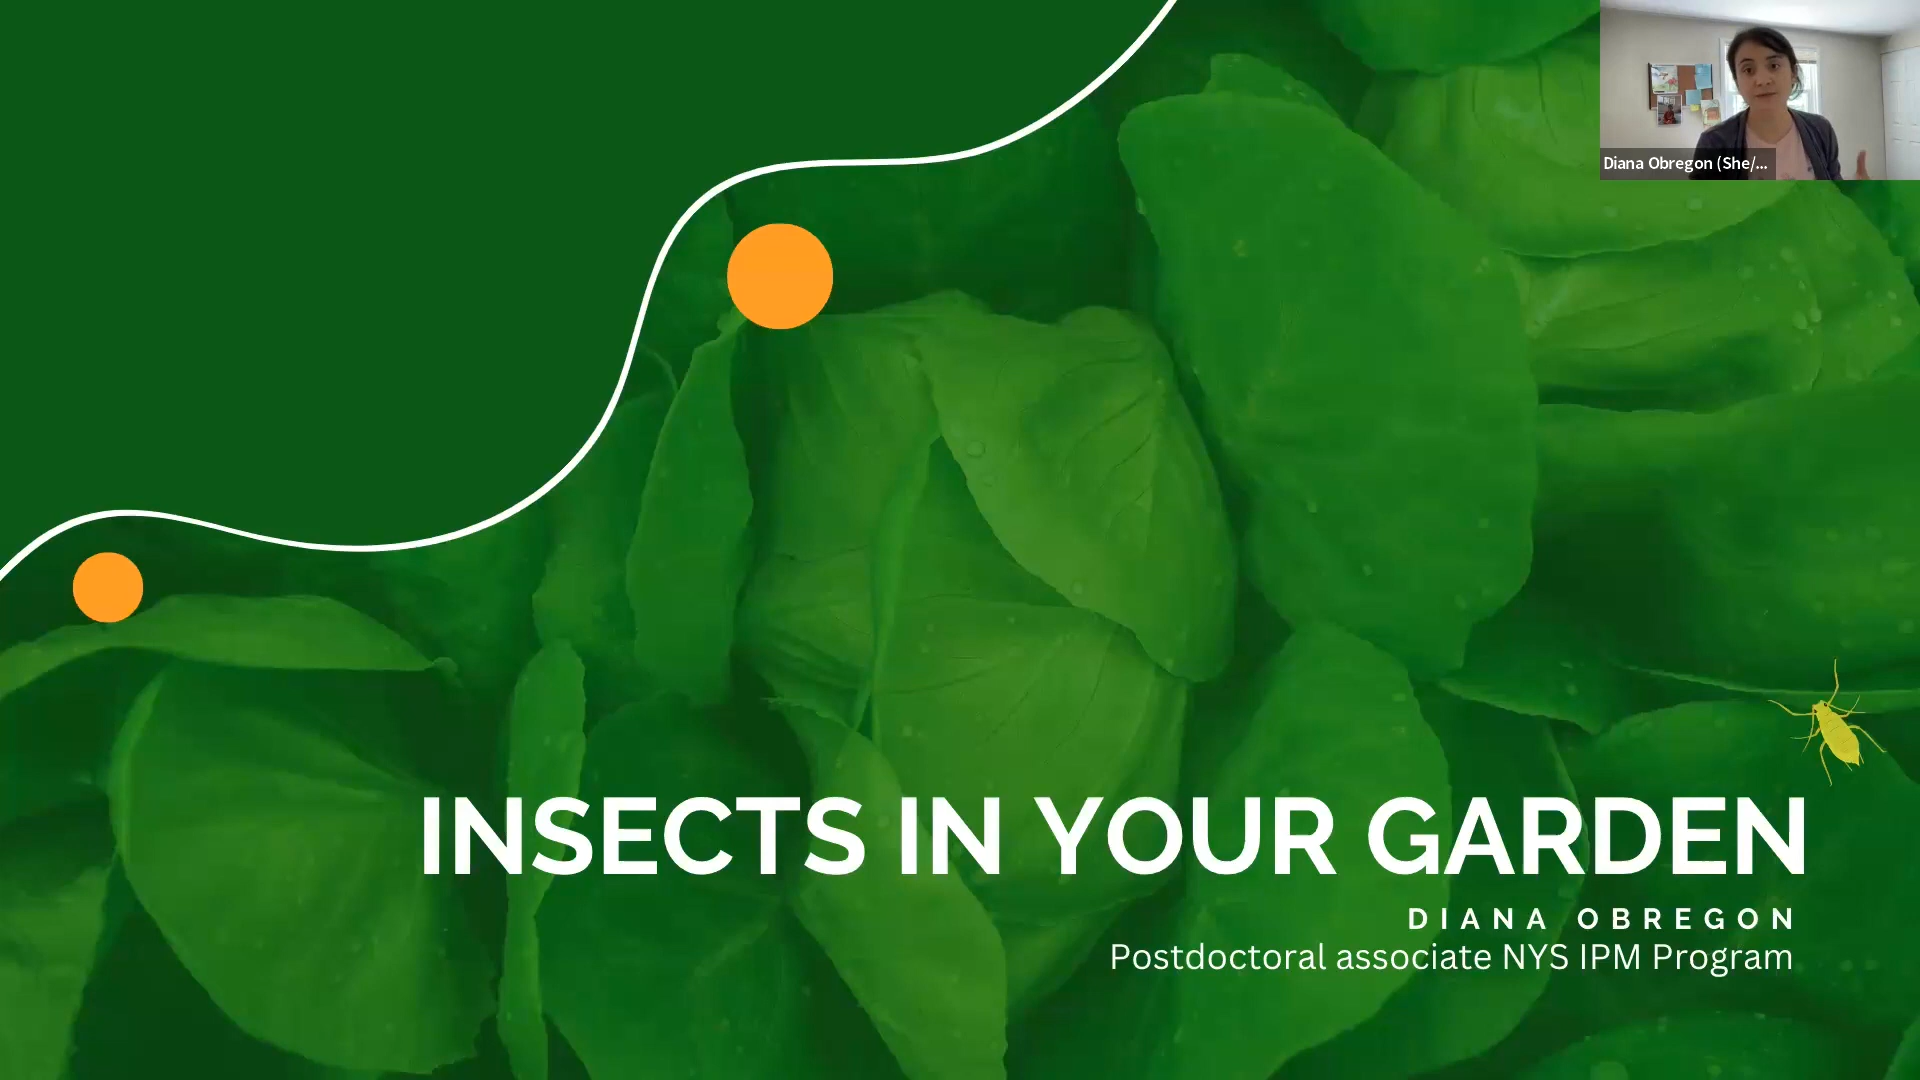 Diana Obregon (She/...
INSECTS IN YOUR GARDEN
DIANA OBREGON
Postdoctoral associate NYS IPM Program